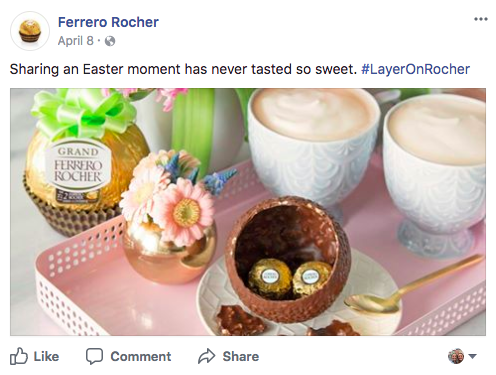 Ferrero Rocher
April 8
Sharing an Easter moment has never tasted so sweet. #LayerOnRocher
GRAND
FERRERO
ROCHER
Like Comment Share